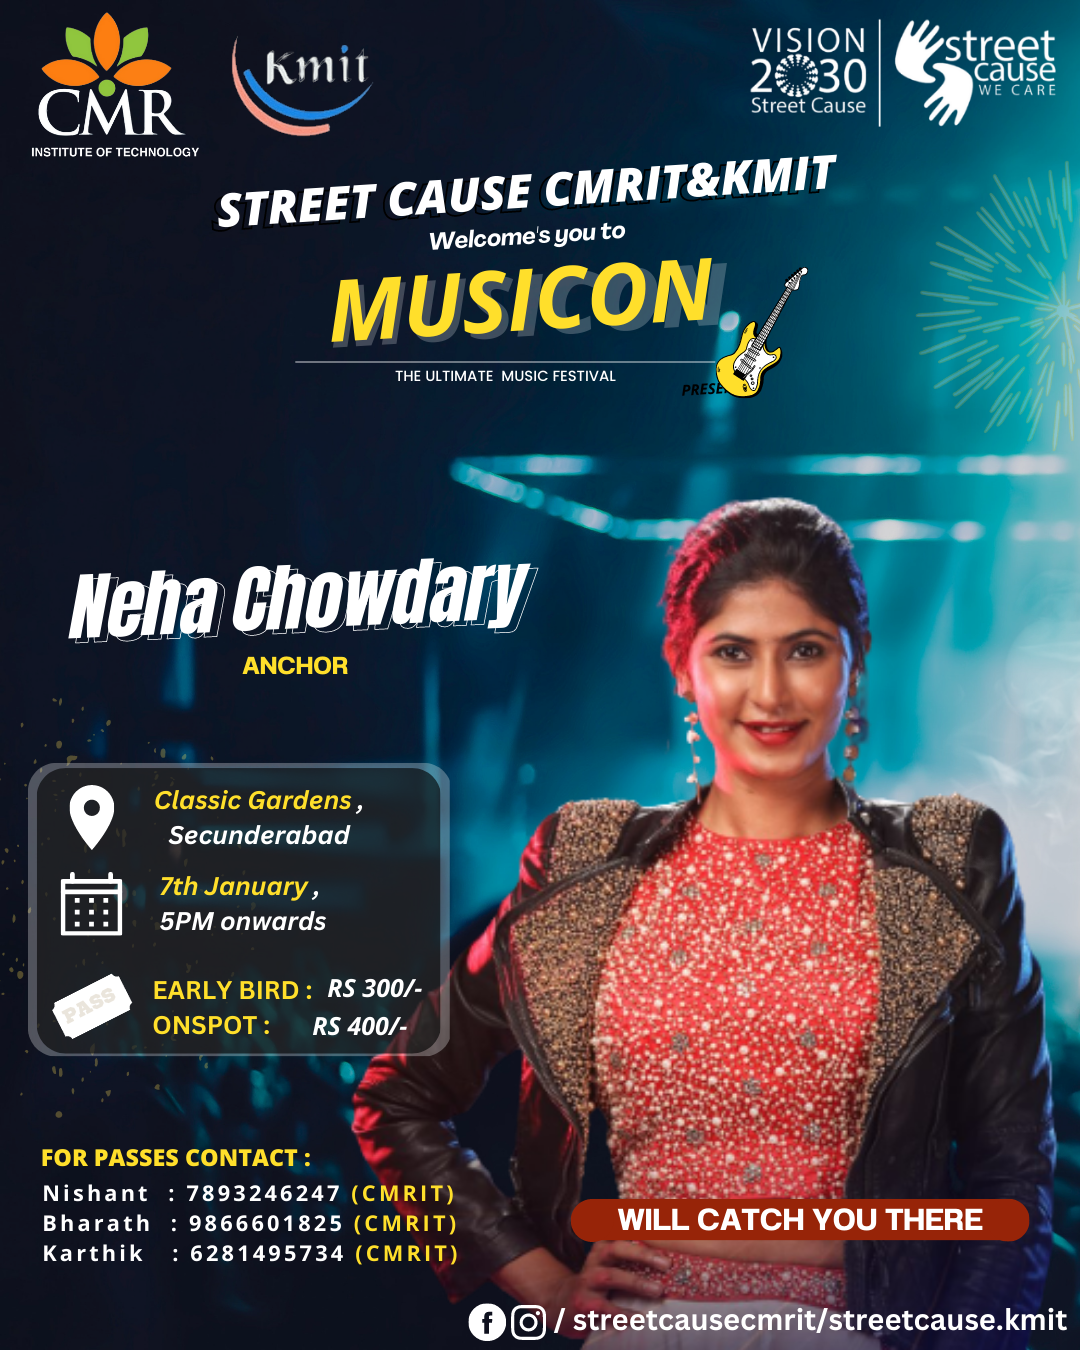 CMR
INSTITUTE OF TECHNOLOGY
Kmit
VISION
2030
Street Cause
street
cause
WE CARE
STREET CAUSE CMRIT&KMIT
Welcome's you to
MUSICON
THE ULTIMATE MUSIC FESTIVAL
Neha Chowdary
ANCHOR
Classic Gardens ,
Secunderabad
7th January ,
5PM onwards
PASS
EARLY BIRD : RS 300/-
ONSPOT : RS 400/-
FOR PASSES CONTACT :
Nishant : 7893246247 (CMRIT)
Bharath : 9866601825 (CMRIT)
Karthik : 6281495734 (CMRIT)
WILL CATCH YOU THERE
/ streetcausecmrit/streetcause.kmit